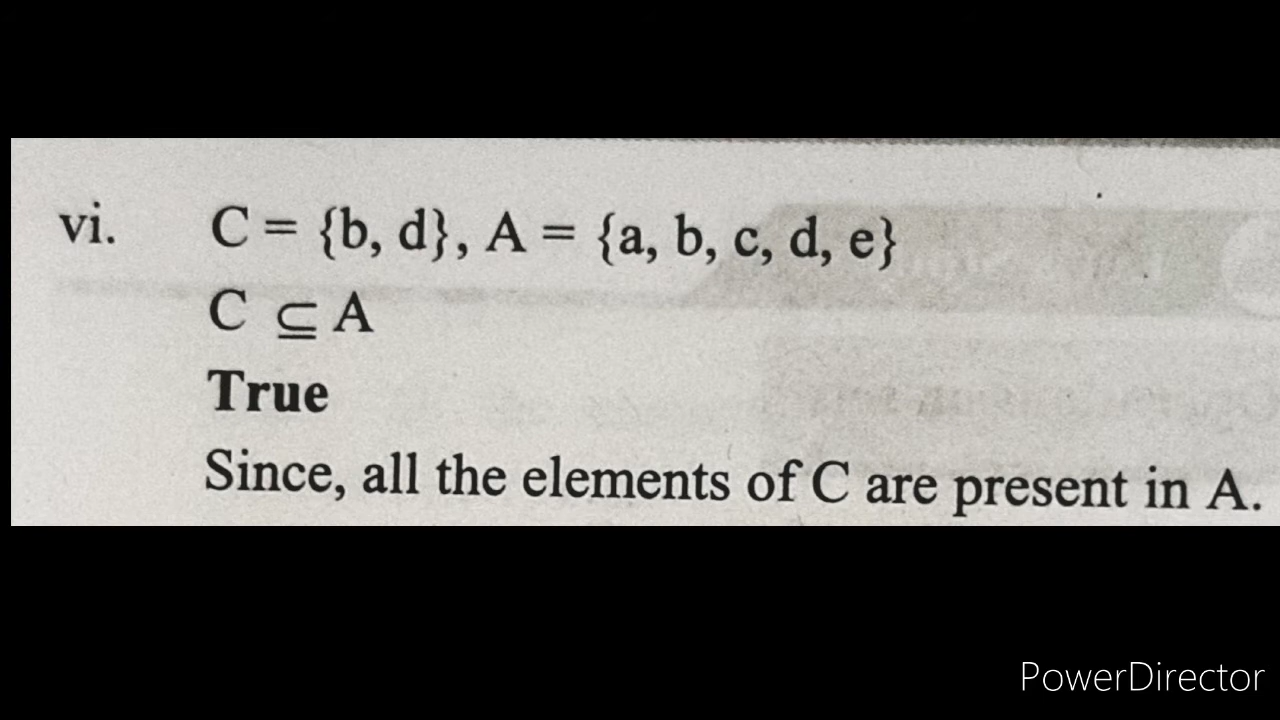 vi. C = {b, d}, A = {a, b, c, d, e}
C ⊆ A
True
Since, all the elements of C are present in A.
PowerDirector